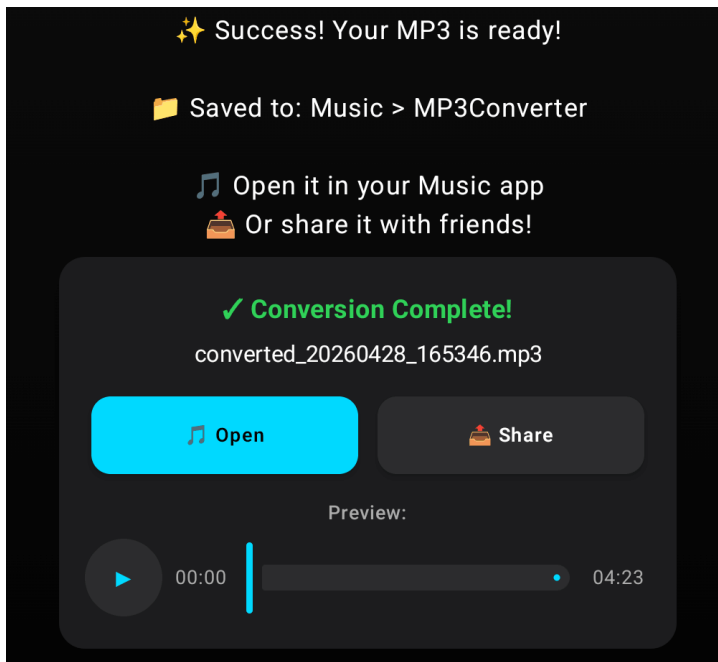 ✨ Success! Your MP3 is ready!
📁 Saved to: Music > MP3Converter
🎵 Open it in your Music app
📤 Or share it with friends!
✓ Conversion Complete!
converted_20260428_165346.mp3
🎵 Open
📤 Share
Preview:
▶ 00:00 04:23